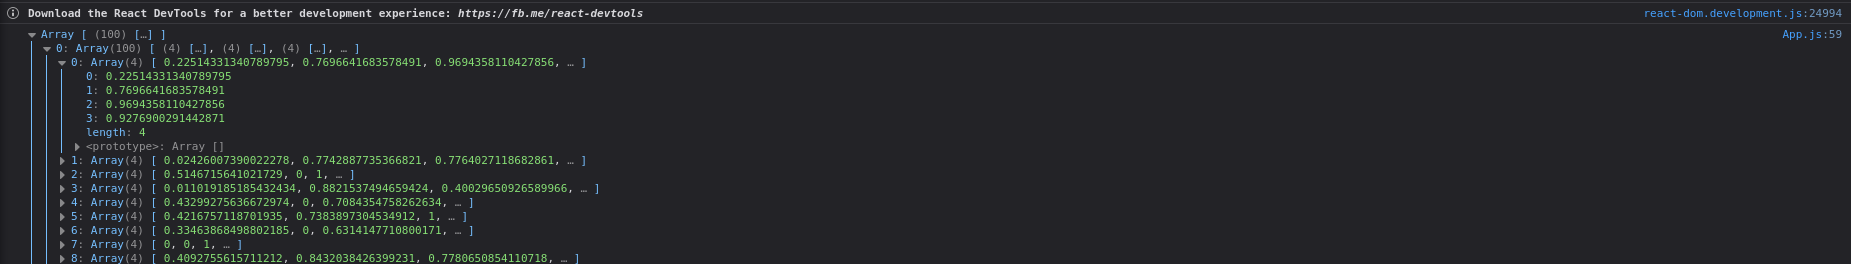 Download the React DevTools for a better development experience: https://fb.me/react-devtools react-dom.development.js:24994
Array [ (100) […] ] App.js:59
0: Array(100) [ (4) […], (4) […], (4) […], … ]
0: Array(4) [ 0.22514331340789795, 0.7696641683578491, 0.9694358110427856, … ]
0: 0.22514331340789795
1: 0.7696641683578491
2: 0.9694358110427856
3: 0.9276900291442871
length: 4
<prototype>: Array []
1: Array(4) [ 0.02426007390022278, 0.7742887735366821, 0.7764027118682861, … ]
2: Array(4) [ 0.5146715641021729, 0, 1, … ]
3: Array(4) [ 0.011019185185432434, 0.8821537494659424, 0.40029650926589966, … ]
4: Array(4) [ 0.43299275636672974, 0, 0.7084354758262634, … ]
5: Array(4) [ 0.4216757118701935, 0.7383897304534912, 1, … ]
6: Array(4) [ 0.33463868498802185, 0, 0.6314147710800171, … ]
7: Array(4) [ 0, 0, 1, … ]
8: Array(4) [ 0.4092755615711212, 0.8432038426399231, 0.7780650854110718, … ]